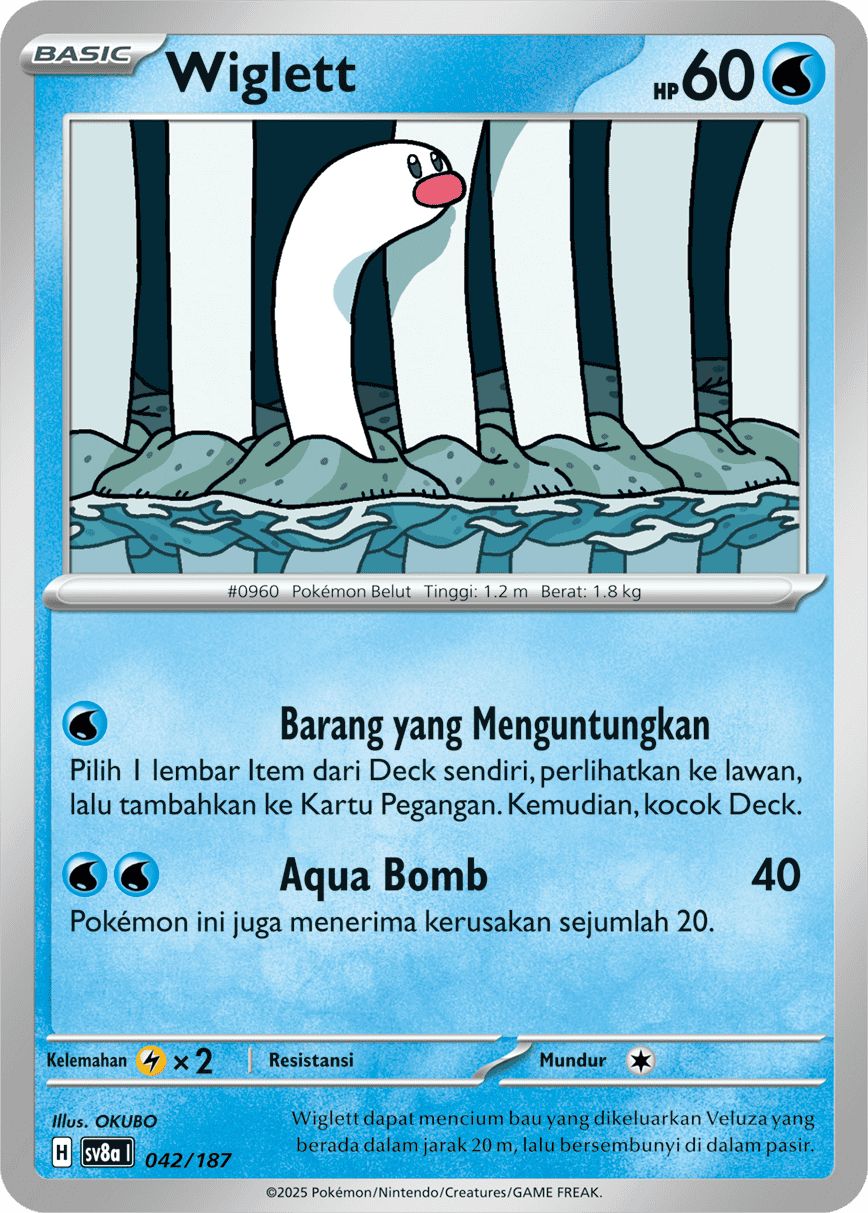 BASIC
Wiglett
HP 60
#0960 Pokémon Belut Tinggi: 1.2 m Berat: 1.8 kg
Barang yang Menguntungkan
Pilih 1 lembar Item dari Deck sendiri, perlihatkan ke lawan,
lalu tambahkan ke Kartu Pegangan. Kemudian, kocok Deck.
Aqua Bomb 40
Pokémon ini juga menerima kerusakan sejumlah 20.
Kelemahan ×2 Resistansi Mundur
Illus. OKUBO
Wiglett dapat mencium bau yang dikeluarkan Veluza yang
berada dalam jarak 20 m, lalu bersembunyi di dalam pasir.
H sv8a I 042/187
©2025 Pokémon/Nintendo/Creatures/GAME FREAK.